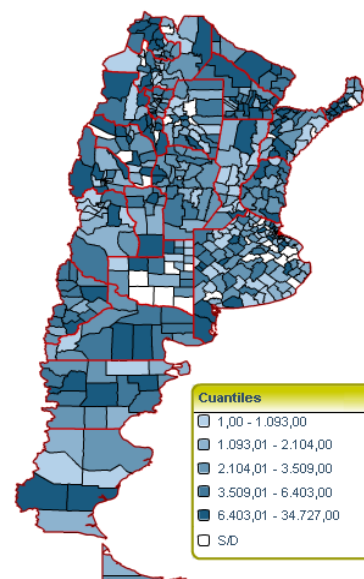 Cuantiles
1,00 - 1.093,00
1.093,01 - 2.104,00
2.104,01 - 3.509,00
3.509,01 - 6.403,00
6.403,01 - 34.727,00
S/D